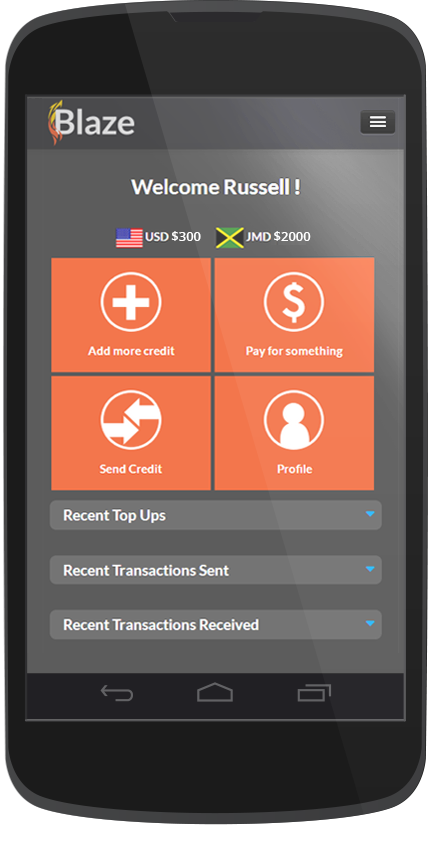 Blaze
Welcome Russell !
USD $300 JMD $2000
Add more credit Pay for something
Send Credit Profile
Recent Top Ups
Recent Transactions Sent
Recent Transactions Received